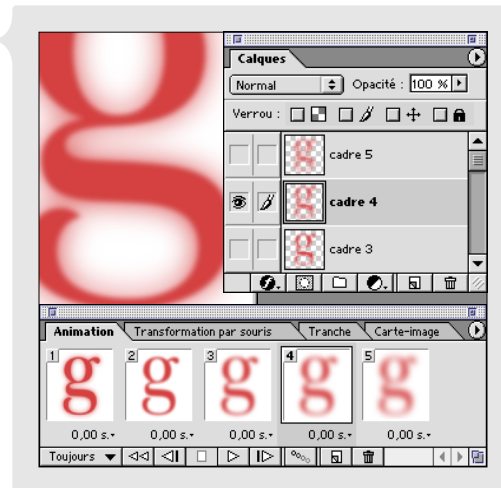 g
Calques
Normal Opacité : 100 %
Verrou :
cadre 5
cadre 4
cadre 3
Animation Transformation par souris Tranche Carte-image
1 2 3 4 5
g g g g g
0,00 s. 0,00 s. 0,00 s. 0,00 s. 0,00 s.
Toujours